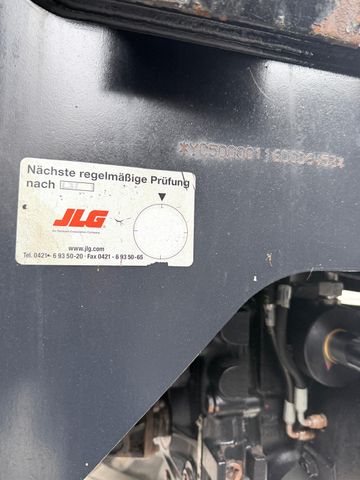 Nächste regelmäßige Prüfung
nach
JLG
www.jlg.com
Tel. 0421 - 6 93 50-20 · Fax 0421 - 6 93 50-65